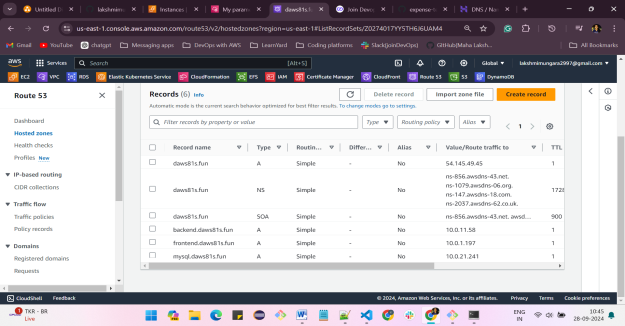 Untitled D
lakshmim
Instances
My param
daws81s.fun
Join Devo
expense-
DNS / N
us-east-1.console.aws.amazon.com/route53/v2/hostedzones?region=us-east-1#ListRecordSets/Z0274017YY5TH6J6UAM4
Gmail YouTube chatgpt Messaging apps DevOps with AWS LearnYard Coding platforms Slack(joinDevOps) GitHub(Maha Laksh... All Bookmarks
aws Services Search [Alt+S] Global lakshmimungara2997@gmail.com
EC2 VPC RDS Elastic Kubernetes Service CloudFormation EFS IAM Certificate Manager CloudFront Route 53 S3 DynamoDB
Route 53
Dashboard
Hosted zones
Health checks
Profiles New
IP-based routing
CIDR collections
Traffic flow
Traffic policies
Policy records
Domains
Registered domains
Requests
Records (6) Info
Delete record Import zone file Create record
Automatic mode is the current search behavior optimized for best filter results. To change modes go to settings.
Filter records by property or value Type Routing policy Alias 1
Record name Type Routin... Differ... Alias Value/Route traffic to TTL
daws81s.fun A Simple - No 54.145.49.45 1
ns-856.awsdns-43.net.
ns-1079.awsdns-06.org.
daws81s.fun NS Simple - No ns-147.awsdns-18.com. 1728
ns-2037.awsdns-62.co.uk.
daws81s.fun SOA Simple - No ns-856.awsdns-43.net. awsd... 900
backend.daws81s.fun A Simple - No 10.0.11.58 1
frontend.daws81s.fun A Simple - No 10.0.1.197 1
mysql.daws81s.fun A Simple - No 10.0.21.241 1
CloudShell Feedback © 2024, Amazon Web Services, Inc. or its affiliates. Privacy Terms Cookie preferences
TKR - BR
Live
ENG
IN
10:45
28-09-2024